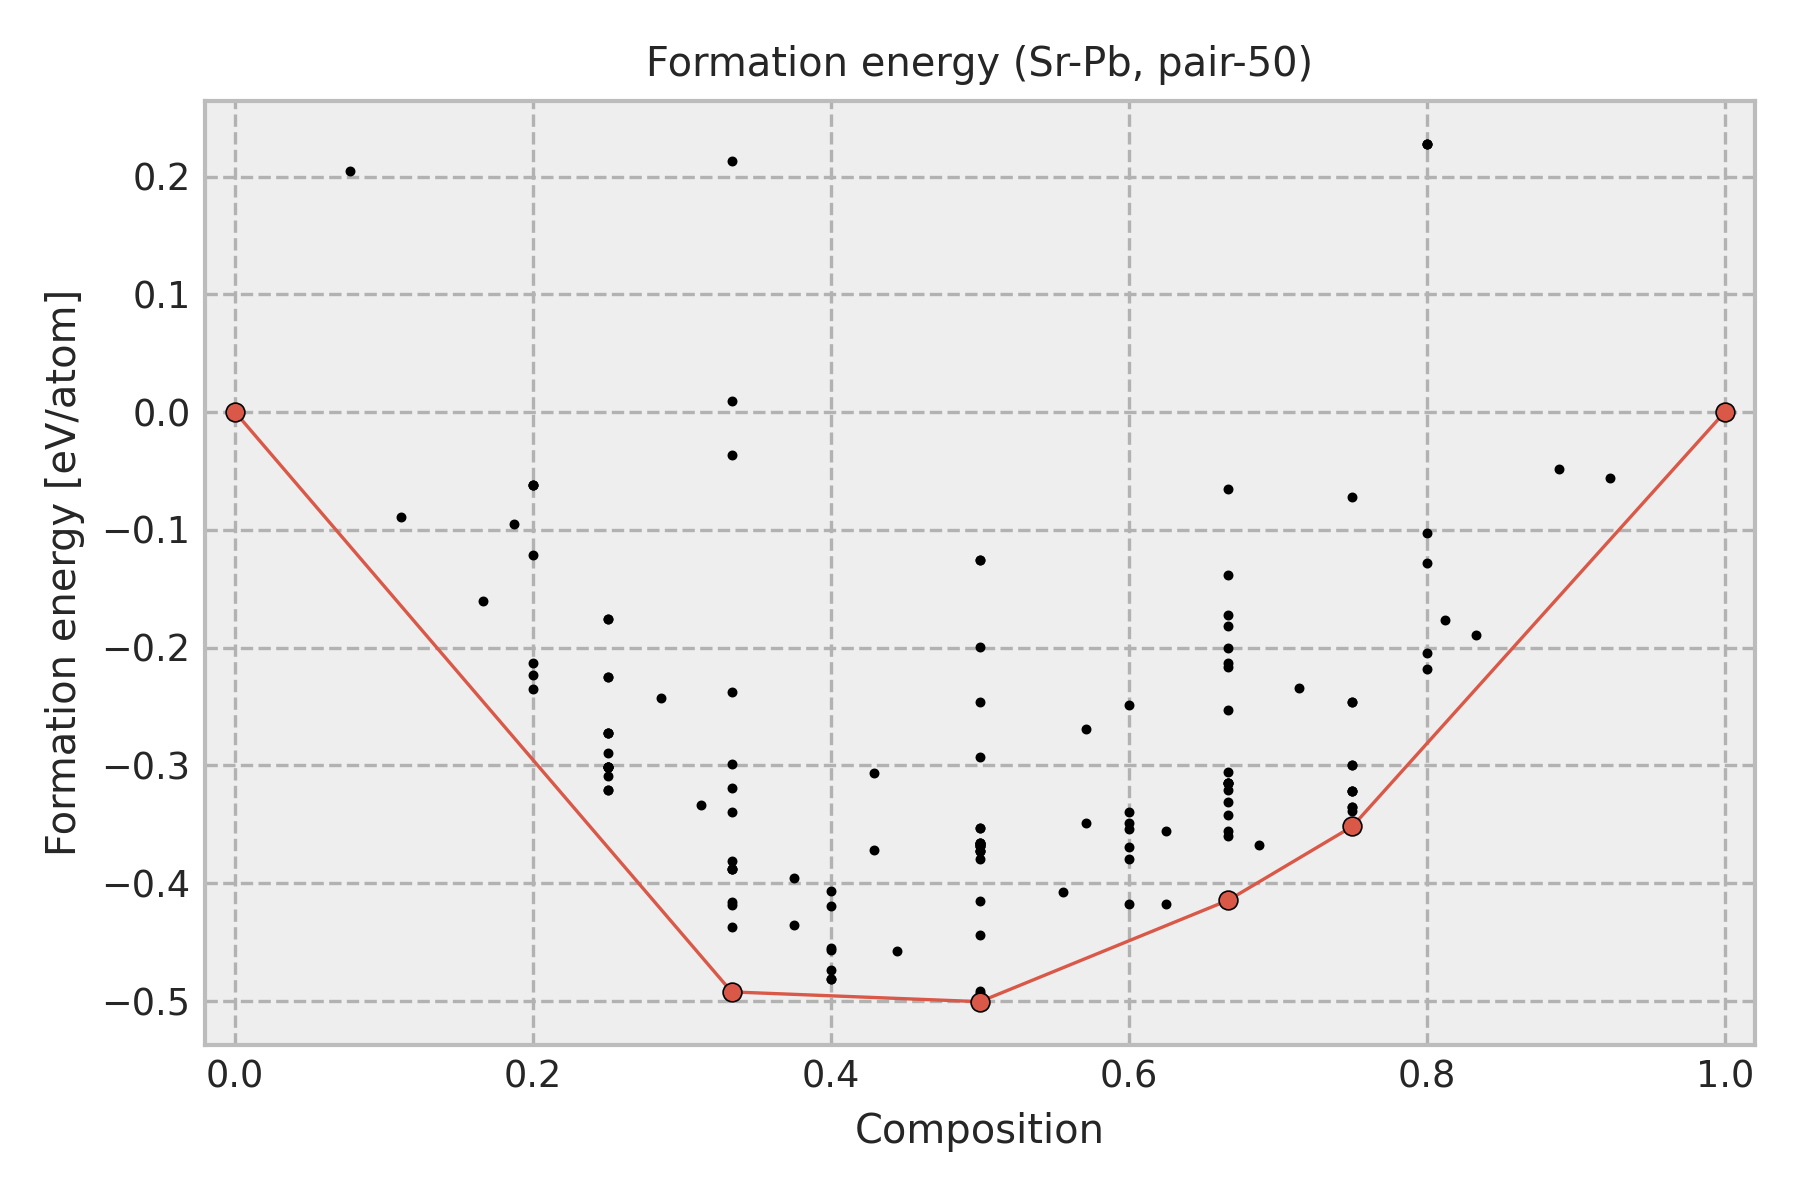 Formation energy (Sr-Pb, pair-50)
Formation energy [eV/atom]
0.2
0.1
0.0
−0.1
−0.2
−0.3
−0.4
−0.5
0.0 0.2 0.4 0.6 0.8 1.0
Composition